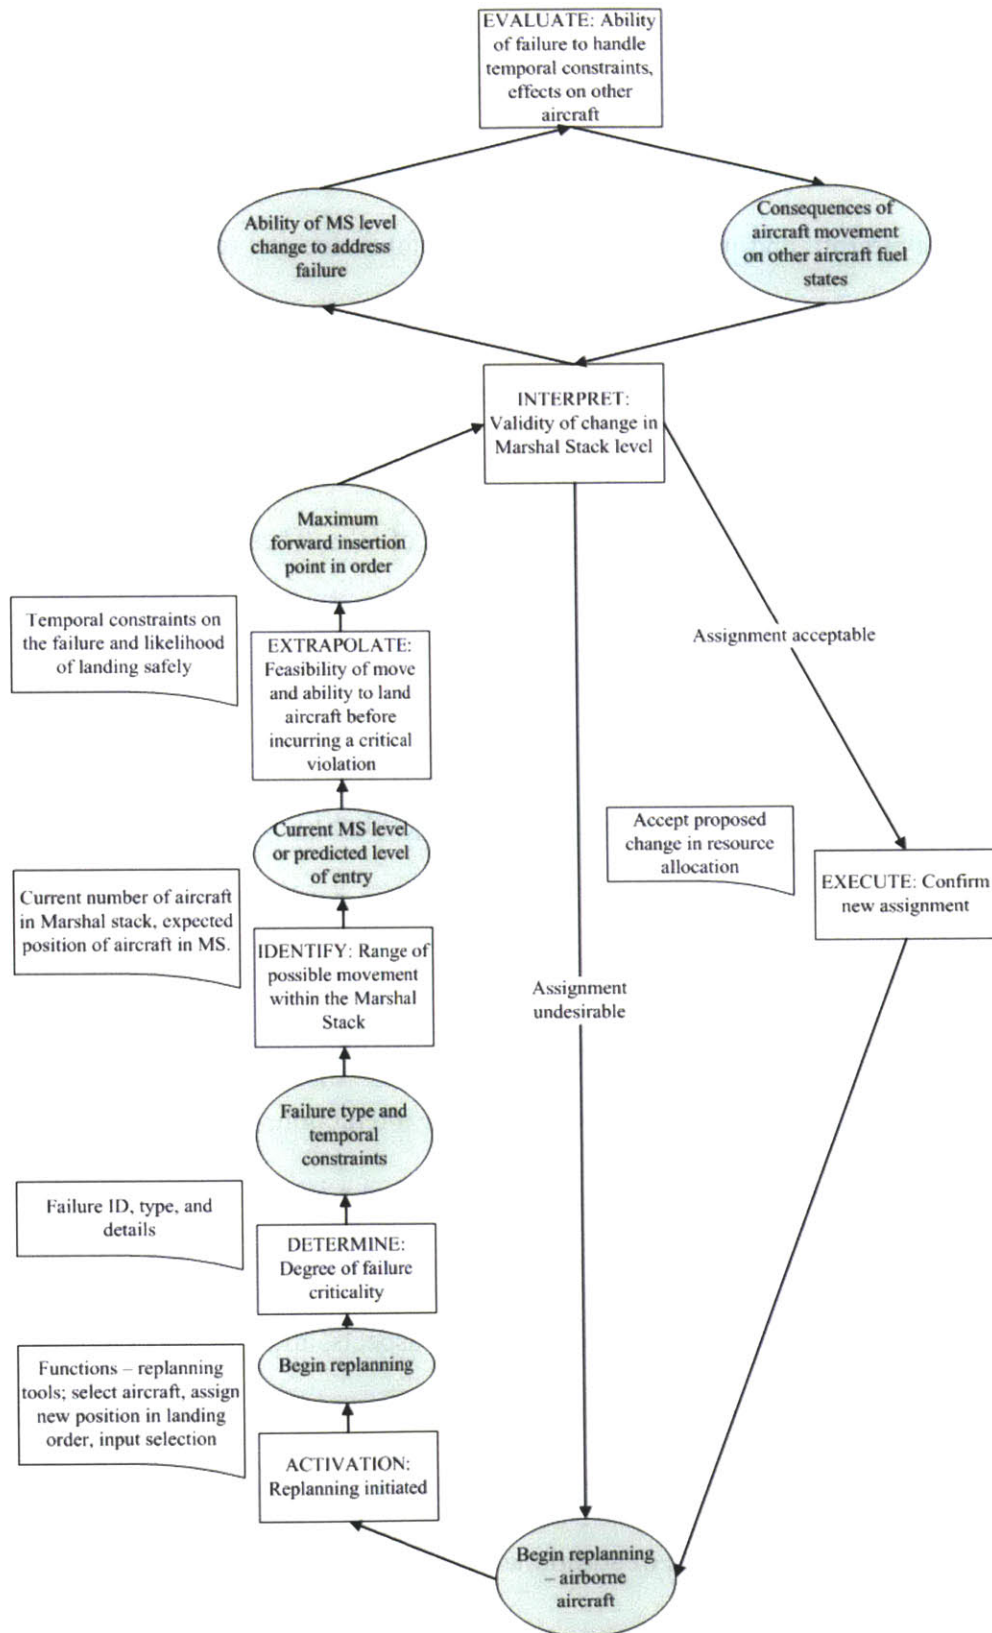 EVALUATE: Ability
of failure to handle
temporal constraints,
effects on other
aircraft
Ability of MS level
change to address
failure
Consequences of
aircraft movement
on other aircraft fuel
states
INTERPRET:
Validity of change in
Marshal Stack level
Maximum
forward insertion
point in order
Temporal constraints on
the failure and likelihood
of landing safely
EXTRAPOLATE:
Feasibility of move
and ability to land
aircraft before
incurring a critical
violation
Assignment acceptable
Current MS level
or predicted level
of entry
Accept proposed
change in resource
allocation
EXECUTE: Confirm
new assignment
Current number of aircraft
in Marshal stack, expected
position of aircraft in MS.
IDENTIFY: Range of
possible movement
within the Marshal
Stack
Assignment
undesirable
Failure type and
temporal
constraints
Failure ID, type, and
details
DETERMINE:
Degree of failure
criticality
Begin replanning
Functions – replanning
tools; select aircraft, assign
new position in landing
order, input selection
ACTIVATION:
Replanning initiated
Begin replanning
– airborne
aircraft